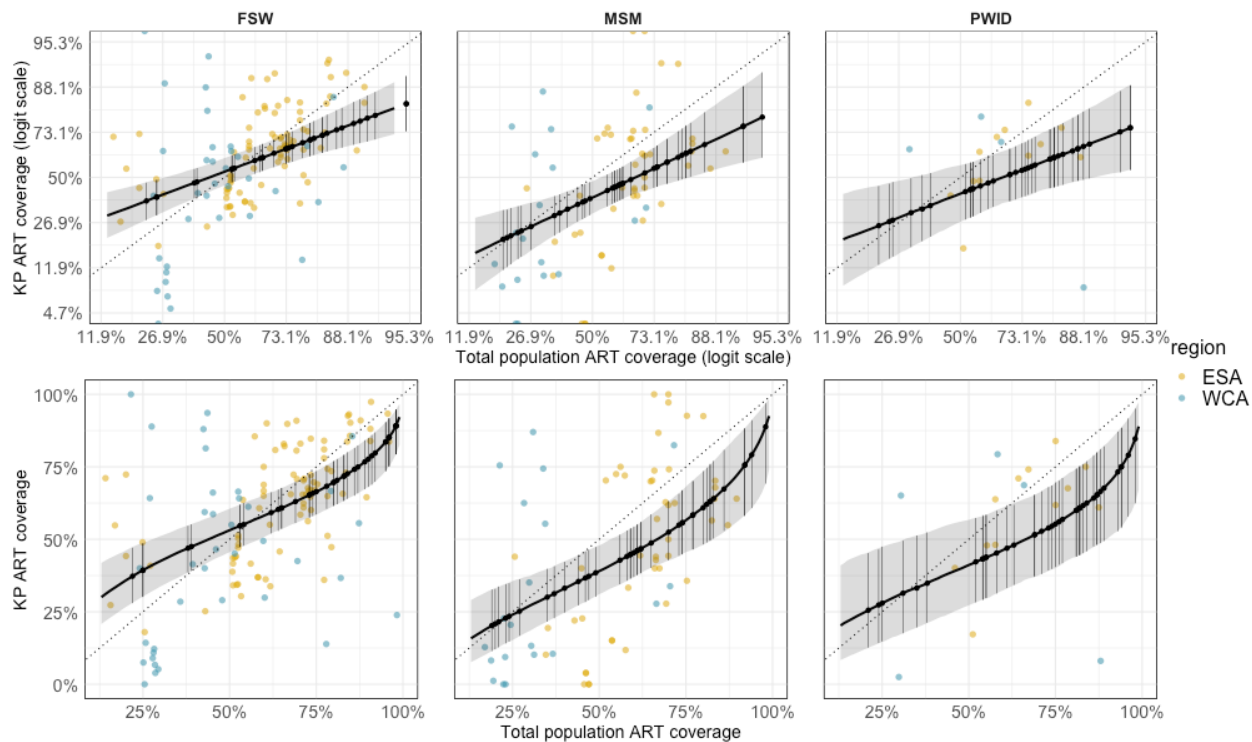 FSW MSM PWID
KP ART coverage (logit scale)
95.3%
88.1%
73.1%
50%
26.9%
11.9%
4.7%
11.9% 26.9% 50% 73.1% 88.1% 95.3% 11.9% 26.9% 50% 73.1% 88.1% 95.3% 11.9% 26.9% 50% 73.1% 88.1% 95.3%
Total population ART coverage (logit scale)
region
ESA
WCA
KP ART coverage
100%
75%
50%
25%
0%
25% 50% 75% 100% 25% 50% 75% 100% 25% 50% 75% 100%
Total population ART coverage